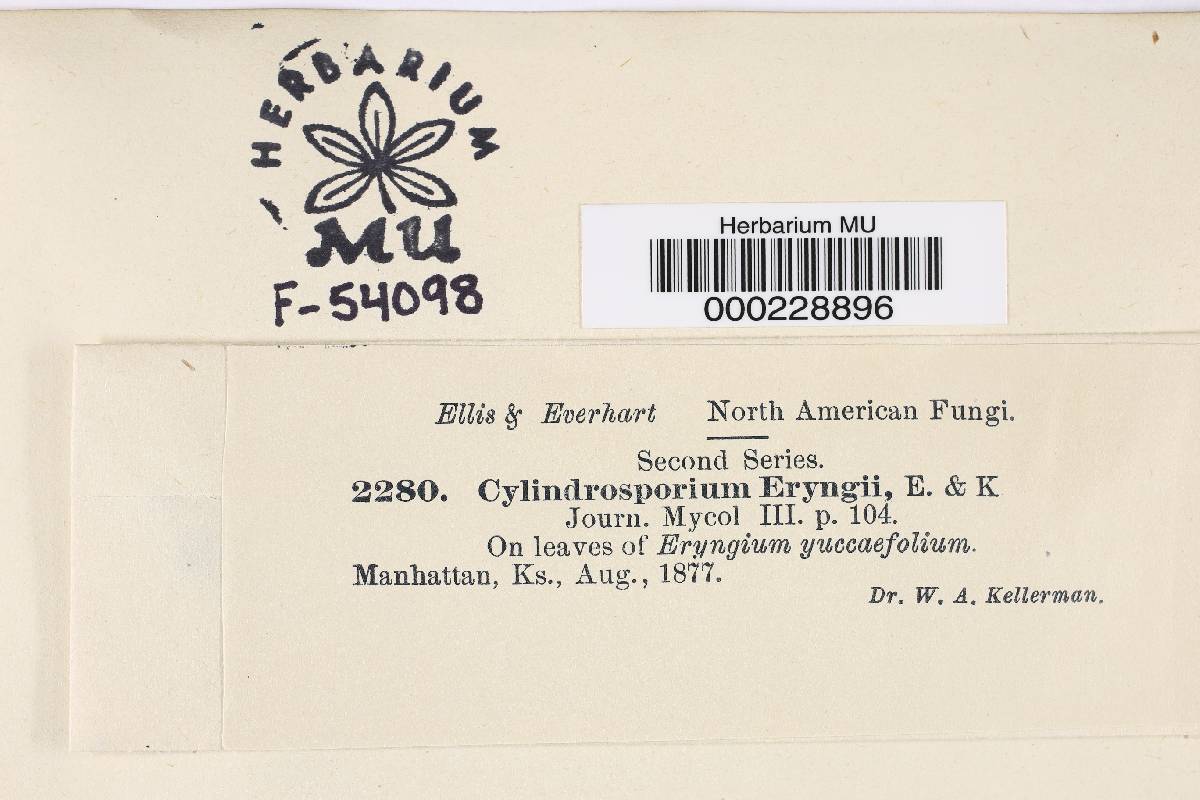 HERBARIUM
MU
F-54098
Herbarium MU
000228896
Ellis & Everhart North American Fungi.
Second Series.
2280. Cylindrosporium Eryngii, E. & K
Journ. Mycol III. p. 104.
On leaves of Eryngium yuccaefolium.
Manhattan, Ks., Aug., 1877.
Dr. W. A. Kellerman.